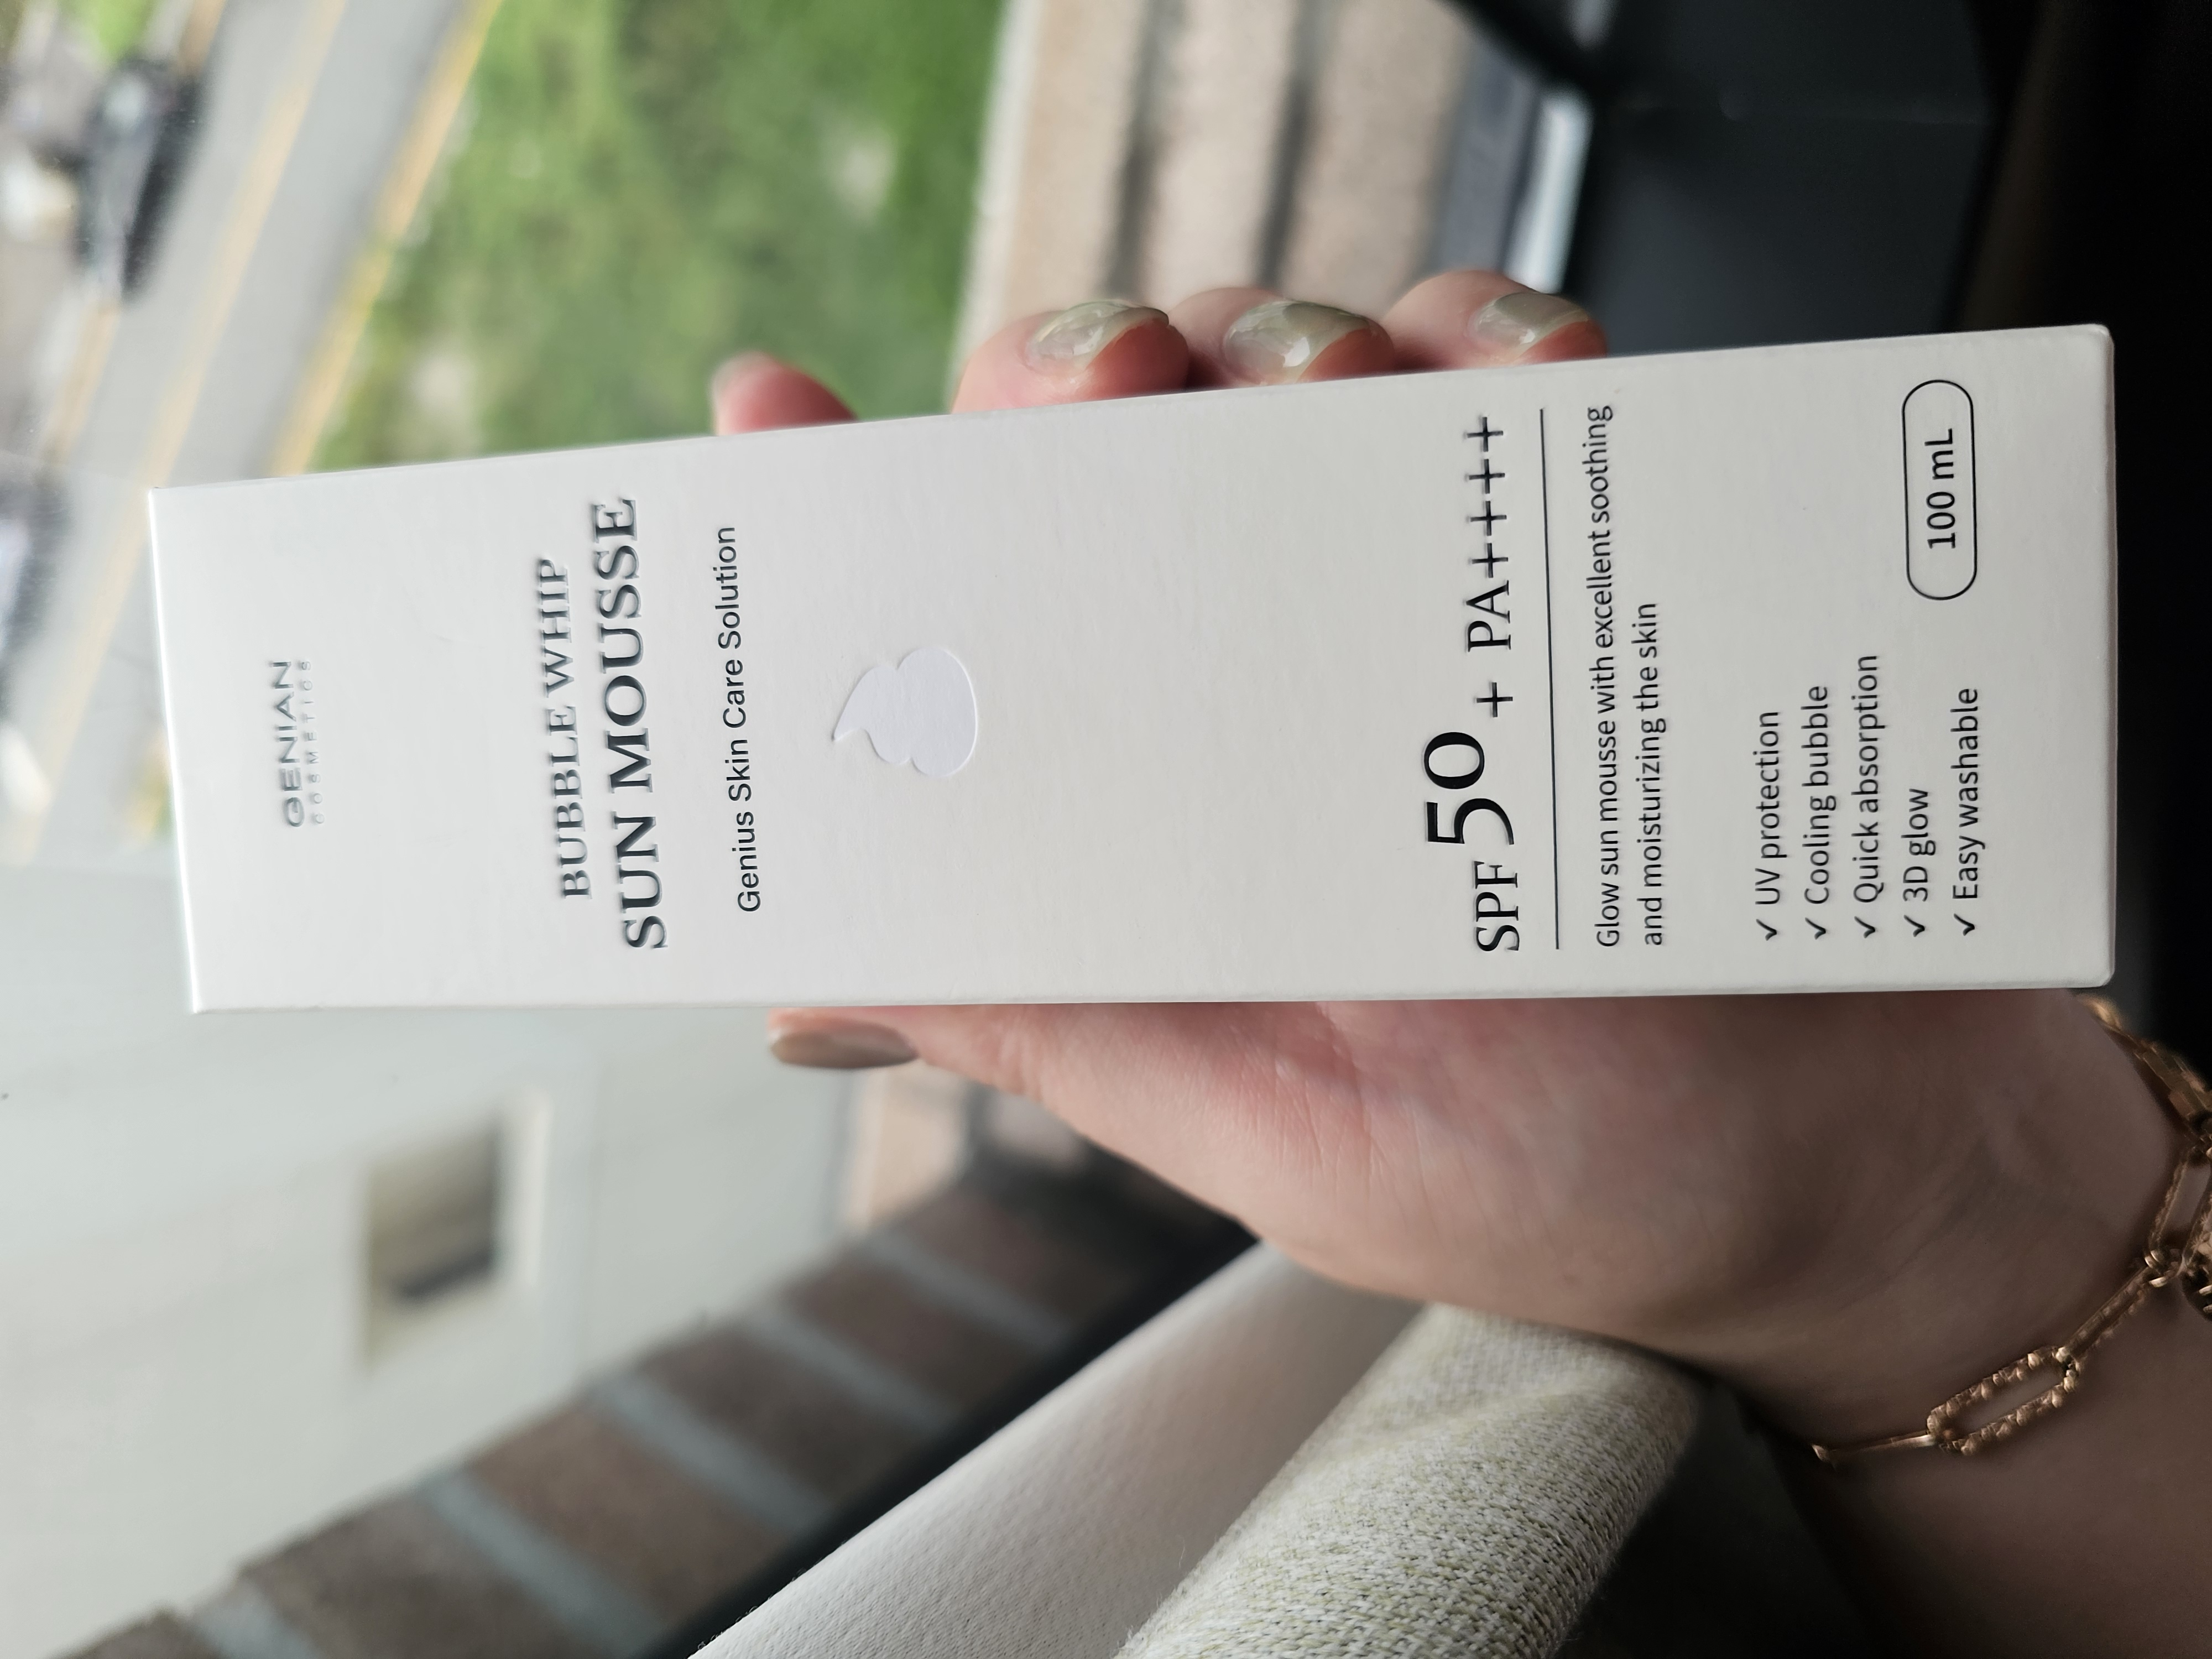 GENIAN
COSMETICS
BUBBLE WHIP
SUN MOUSSE
Genius Skin Care Solution
SPF50+ PA++++
Glow sun mousse with excellent soothing
and moisturizing the skin
✓ UV protection
✓ Cooling bubble
✓ Quick absorption
✓ 3D glow
✓ Easy washable
100 mL